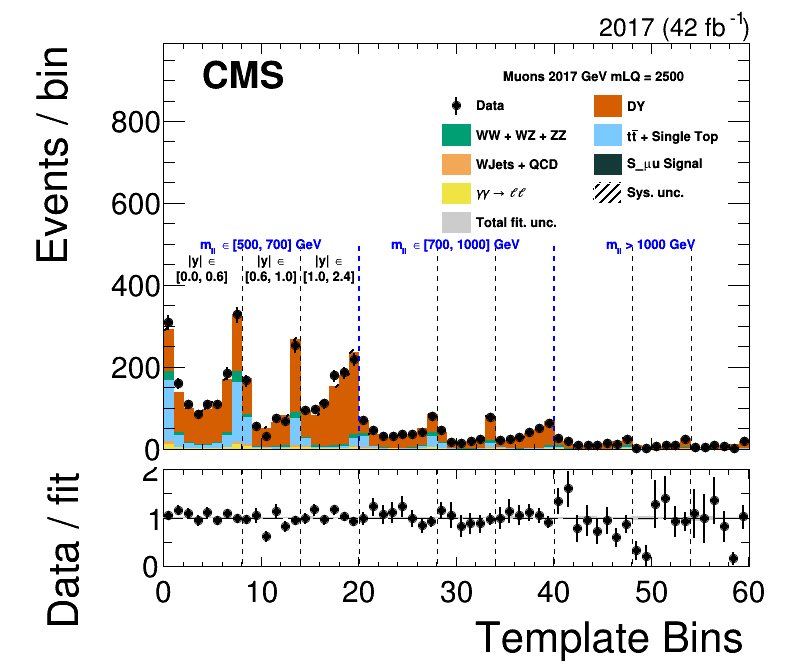 2017 (42 fb⁻¹)
CMS
Muons 2017 GeV mLQ = 2500
Data
DY
WW + WZ + ZZ
tt̅ + Single Top
WJets + QCD
S_μu Signal
γγ → ℓℓ
Sys. unc.
Total fit. unc.
m_ll ∈ [500, 700] GeV
m_ll ∈ [700, 1000] GeV
m_ll > 1000 GeV
|y| ∈
[0.0, 0.6]
|y| ∈
[0.6, 1.0]
|y| ∈
[1.0, 2.4]
Events / bin
800
600
400
200
0
Data / fit
2
1
0
0 10 20 30 40 50 60
Template Bins